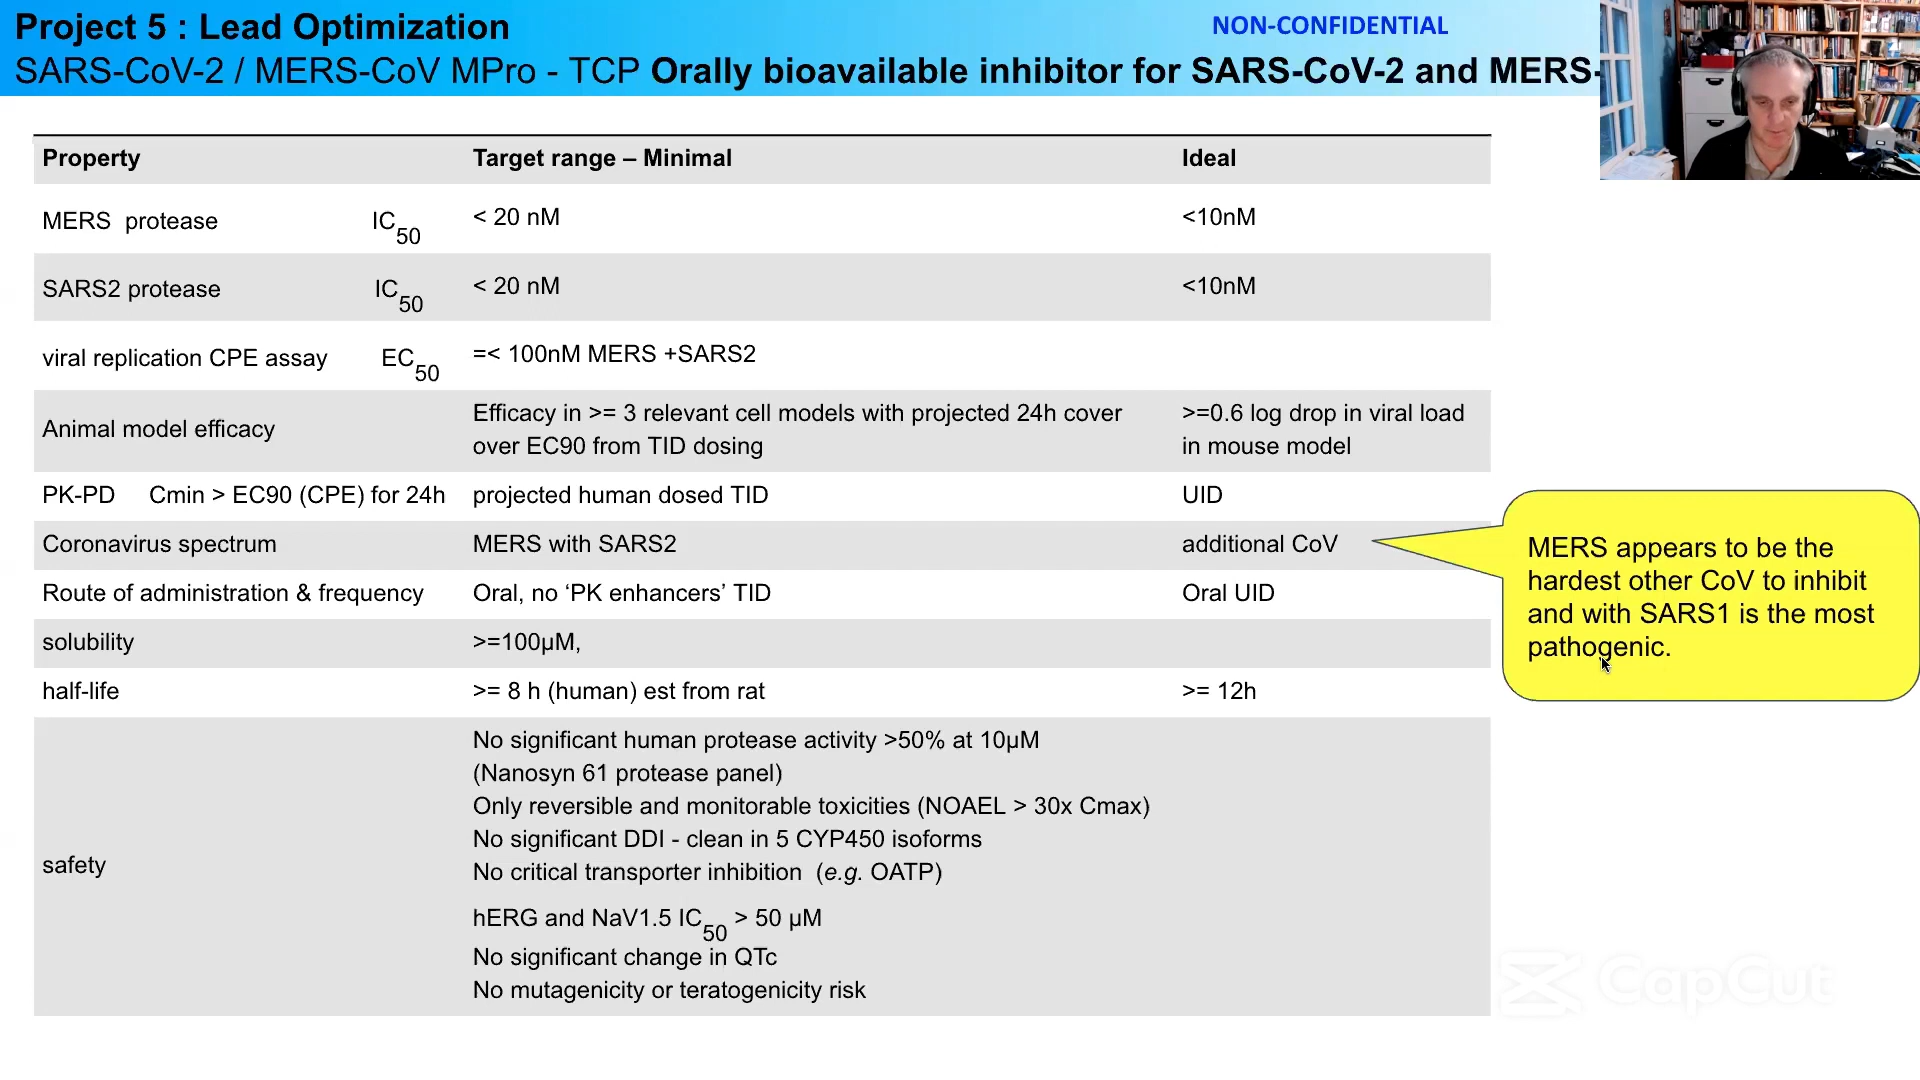 Project 5 : Lead Optimization
NON-CONFIDENTIAL
SARS-CoV-2 / MERS-CoV MPro - TCP Orally bioavailable inhibitor for SARS-CoV-2 and MERS-
Property Target range – Minimal Ideal
MERS protease IC50 < 20 nM <10nM
SARS2 protease IC50 < 20 nM <10nM
viral replication CPE assay EC50 =< 100nM MERS +SARS2
Animal model efficacy
Efficacy in >= 3 relevant cell models with projected 24h cover
over EC90 from TID dosing
>=0.6 log drop in viral load
in mouse model
PK-PD Cmin > EC90 (CPE) for 24h projected human dosed TID UID
Coronavirus spectrum MERS with SARS2 additional CoV
Route of administration & frequency Oral, no ‘PK enhancers’ TID Oral UID
solubility >=100µM,
half-life >= 8 h (human) est from rat >= 12h
safety
No significant human protease activity >50% at 10µM
(Nanosyn 61 protease panel)
Only reversible and monitorable toxicities (NOAEL > 30x Cmax)
No significant DDI - clean in 5 CYP450 isoforms
No critical transporter inhibition (e.g. OATP)
hERG and NaV1.5 IC50 > 50 µM
No significant change in QTc
No mutagenicity or teratogenicity risk
MERS appears to be the
hardest other CoV to inhibit
and with SARS1 is the most
pathogenic.
CapCut